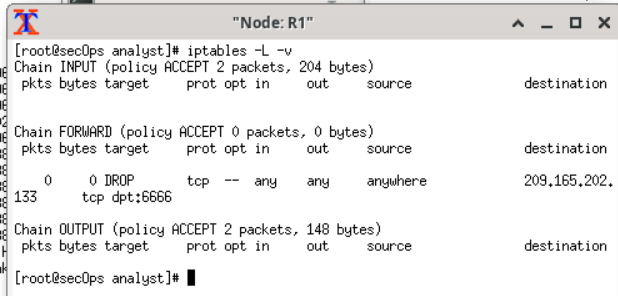 "Node: R1"
[root@secOps analyst]# iptables -L -v
Chain INPUT (policy ACCEPT 2 packets, 204 bytes)
pkts bytes target prot opt in out source destination
Chain FORWARD (policy ACCEPT 0 packets, 0 bytes)
pkts bytes target prot opt in out source destination
0 0 DROP tcp -- any any anywhere 209.165.202.
133 tcp dpt:6666
Chain OUTPUT (policy ACCEPT 2 packets, 148 bytes)
pkts bytes target prot opt in out source destination
[root@secOps analyst]#